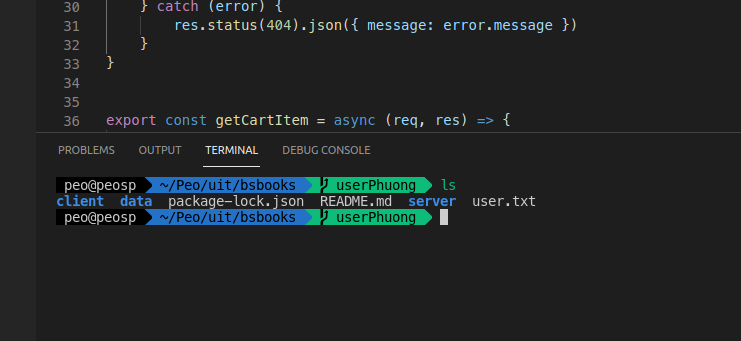 30 } catch (error) {
31 res.status(404).json({ message: error.message })
32 }
33 }
34
35
36 export const getCartItem = async (req, res) => {
PROBLEMS OUTPUT TERMINAL DEBUG CONSOLE
peo@peosp ~/Peo/uit/bsbooks userPhuong ls
client data package-lock.json README.md server user.txt
peo@peosp ~/Peo/uit/bsbooks userPhuong